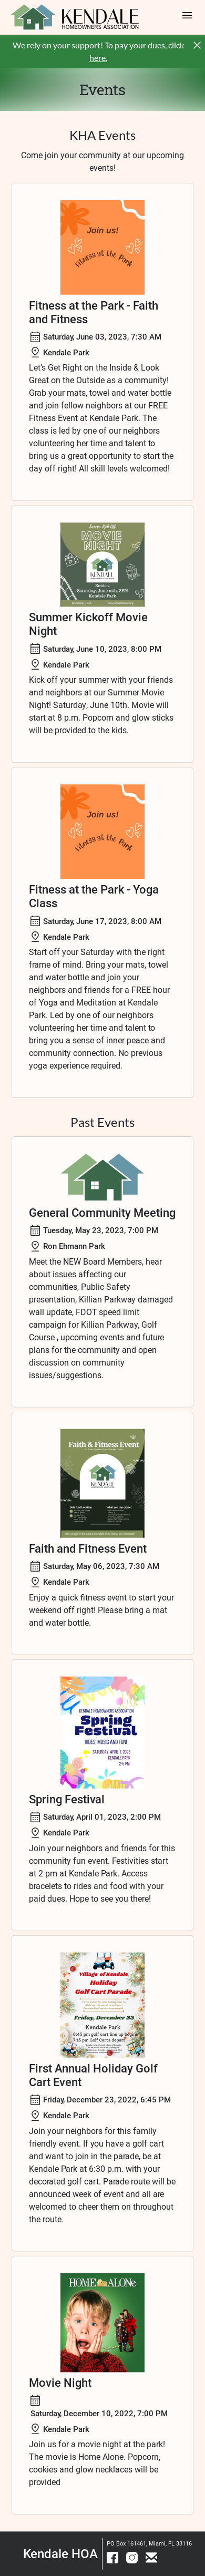 KENDALE
HOMEOWNERS ASSOCIATION
We rely on your support! To pay your dues, click
here.
Events
KHA Events
Come join your community at our upcoming
events!
Join us!
Fitness at the Park
Fitness at the Park - Faith
and Fitness
Saturday, June 03, 2023, 7:30 AM
Kendale Park
Let's Get Right on the Inside & Look
Great on the Outside as a community!
Grab your mats, towel and water bottle
and join fellow neighbors at our FREE
Fitness Event at Kendale Park. The
class is led by one of our neighbors
volunteering her time and talent to
bring us a great opportunity to start the
day off right! All skill levels welcomed!
Summer Kick Off
MOVIE
NIGHT
KENDALE
Saturday, June 10th, 8PM
Kendale Park
Summer Kickoff Movie
Night
Saturday, June 10, 2023, 8:00 PM
Kendale Park
Kick off your summer with your friends
and neighbors at our Summer Movie
Night! Saturday, June 10th. Movie will
start at 8 p.m. Popcorn and glow sticks
will be provided to the kids.
Join us!
Fitness at the Park
Fitness at the Park - Yoga
Class
Saturday, June 17, 2023, 8:00 AM
Kendale Park
Start off your Saturday with the right
frame of mind. Bring your mats, towel
and water bottle and join your
neighbors and friends for a FREE hour
of Yoga and Meditation at Kendale
Park. Led by one of our neighbors
volunteering her time and talent to
bring you a sense of inner peace and
community connection. No previous
yoga experience required.
Past Events
General Community Meeting
Tuesday, May 23, 2023, 7:00 PM
Ron Ehmann Park
Meet the NEW Board Members, hear
about issues affecting our
communities, Public Safety
presentation, Killian Parkway damaged
wall update, FDOT speed limit
campaign for Killian Parkway, Golf
Course , upcoming events and future
plans for the community and open
discussion on community
issues/suggestions.
Faith & Fitness Event
KENDALE
Faith and Fitness Event
Saturday, May 06, 2023, 7:30 AM
Kendale Park
Enjoy a quick fitness event to start your
weekend off right! Please bring a mat
and water bottle.
KENDALE HOMEOWNERS ASSOCIATION
Spring
Festival
RIDES, MUSIC AND FUN!
SATURDAY, APRIL 1, 2023
KENDALE PARK
2-5 PM
Spring Festival
Saturday, April 01, 2023, 2:00 PM
Kendale Park
Join your neighbors and friends for this
community fun event. Festivities start
at 2 pm at Kendale Park. Access
bracelets to rides and food with your
paid dues. Hope to see you there!
Village of Kendale
Holiday
Golf Cart Parade
Friday, December 23
Kendale Park
6:45 pm golf cart line up
7:15 pm Golf Carts depart
First Annual Holiday Golf
Cart Event
Friday, December 23, 2022, 6:45 PM
Kendale Park
Join your neighbors for this family
friendly event. If you have a golf cart
and want to join in the parade, be at
Kendale Park at 6:30 p.m. with your
decorated golf cart. Parade route will be
announced week of event and all are
welcomed to cheer them on throughout
the route.
HOME ALONe
Movie Night
Saturday, December 10, 2022, 7:00 PM
Kendale Park
Join us for a movie night at the park!
The movie is Home Alone. Popcorn,
cookies and glow necklaces will be
provided
Kendale HOA
PO Box 161461, Miami, FL 33116